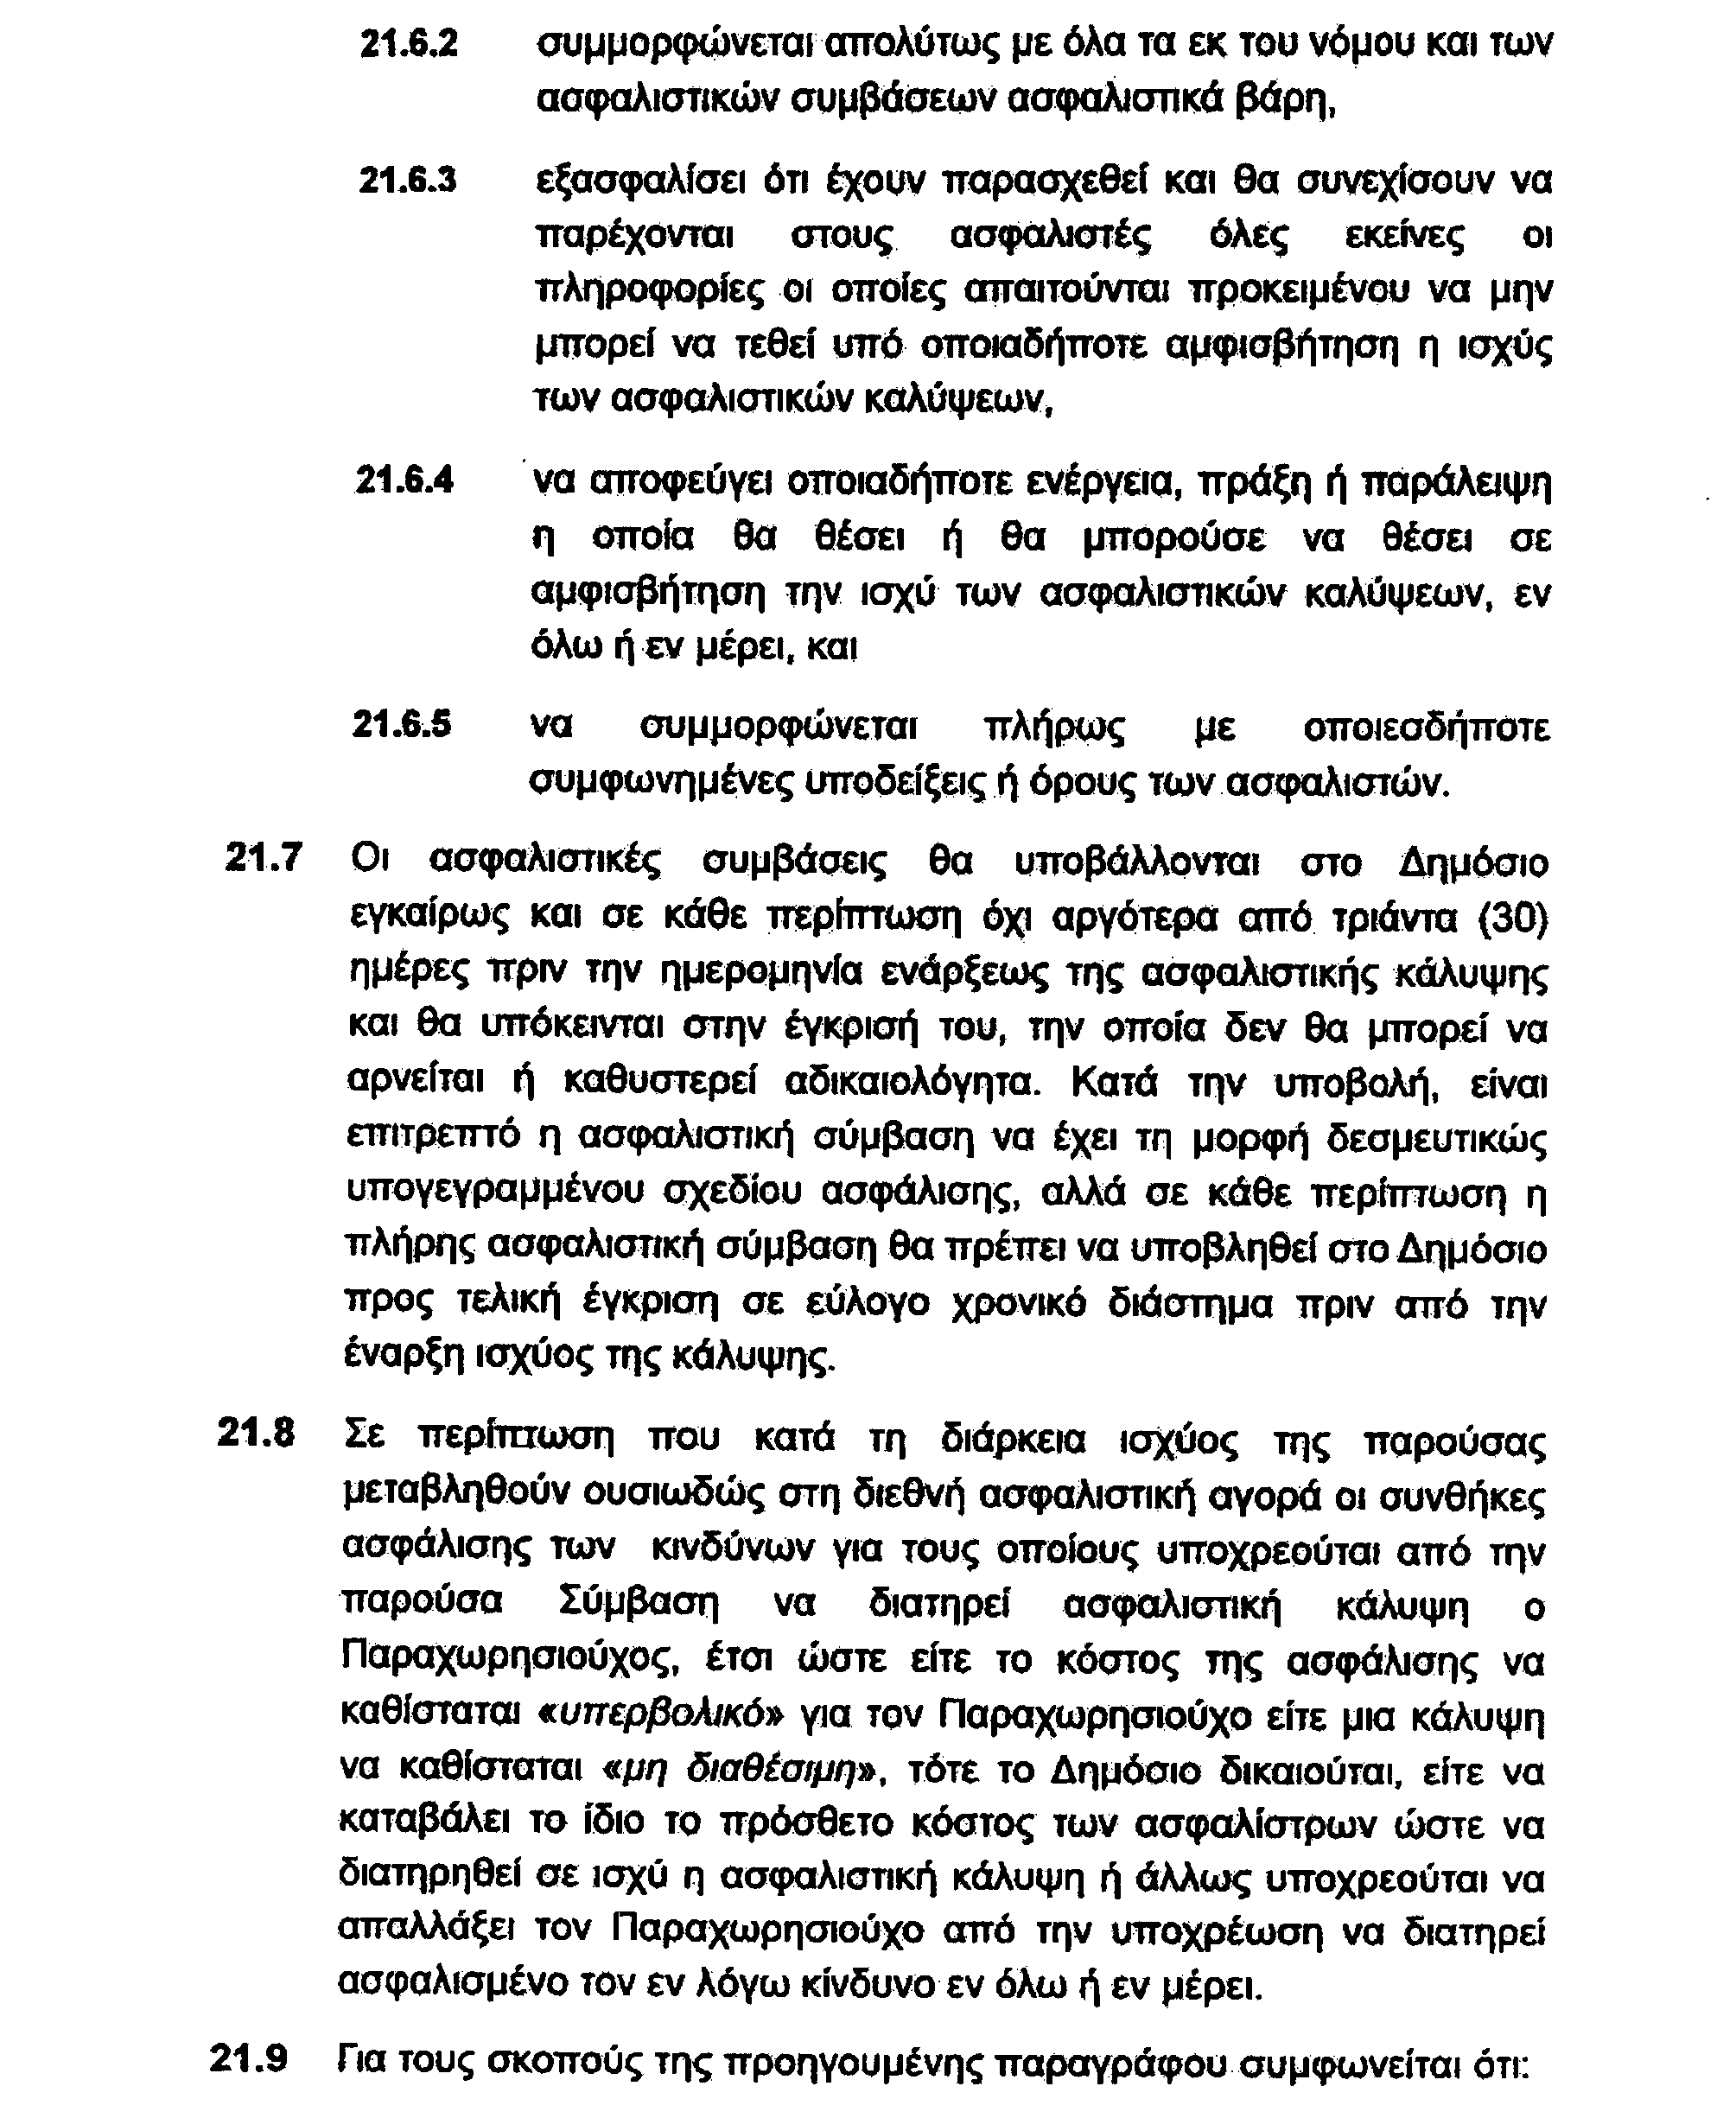 21.6.2 συμμορφώνεται απολύτως με όλα τα εκ του νόμου και των
ασφαλιστικών συμβάσεων ασφαλιστικά βάρη,
21.6.3 εξασφαλίσει ότι έχουν παρασχεθεί και θα συνεχίσουν να
παρέχονται στους ασφαλιστές όλες εκείνες οι
πληροφορίες οι οποίες απαιτούνται προκειμένου να μην
μπορεί να τεθεί υπό οποιαδήποτε αμφισβήτηση η ισχύς
των ασφαλιστικών καλύψεων,
21.6.4 να αποφεύγει οποιαδήποτε ενέργεια, πράξη ή παράλειψη
η οποία θα θέσει ή θα μπορούσε να θέσει σε
αμφισβήτηση την ισχύ των ασφαλιστικών καλύψεων, εν
όλω ή εν μέρει, και
21.6.5 να συμμορφώνεται πλήρως με οποιεσδήποτε
συμφωνημένες υποδείξεις ή όρους των ασφαλιστών.
21.7 Οι ασφαλιστικές συμβάσεις θα υποβάλλονται στο Δημόσιο
εγκαίρως και σε κάθε περίπτωση όχι αργότερα από τριάντα (30)
ημέρες πριν την ημερομηνία ενάρξεως της ασφαλιστικής κάλυψης
και θα υπόκεινται στην έγκρισή του, την οποία δεν θα μπορεί να
αρνείται ή καθυστερεί αδικαιολόγητα. Κατά την υποβολή, είναι
επιτρεπτό η ασφαλιστική σύμβαση να έχει τη μορφή δεσμευτικώς
υπογεγραμμένου σχεδίου ασφάλισης, αλλά σε κάθε περίπτωση η
πλήρης ασφαλιστική σύμβαση θα πρέπει να υποβληθεί στο Δημόσιο
προς τελική έγκριση σε εύλογο χρονικό διάστημα πριν από την
έναρξη ισχύος της κάλυψης.
21.8 Σε περίπτωση που κατά τη διάρκεια ισχύος της παρούσας
μεταβληθούν ουσιωδώς στη διεθνή ασφαλιστική αγορά οι συνθήκες
ασφάλισης των κινδύνων για τους οποίους υποχρεούται από την
παρούσα Σύμβαση να διατηρεί ασφαλιστική κάλυψη ο
Παραχωρησιούχος, έτσι ώστε είτε το κόστος της ασφάλισης να
καθίσταται «υπερβολικό» για τον Παραχωρησιούχο είτε μια κάλυψη
να καθίσταται «μη διαθέσιμη», τότε το Δημόσιο δικαιούται, είτε να
καταβάλει το ίδιο το πρόσθετο κόστος των ασφαλίστρων ώστε να
διατηρηθεί σε ισχύ η ασφαλιστική κάλυψη ή άλλως υποχρεούται να
απαλλάξει τον Παραχωρησιούχο από την υποχρέωση να διατηρεί
ασφαλισμένο τον εν λόγω κίνδυνο εν όλω ή εν μέρει.
21.9 Για τους σκοπούς της προηγουμένης παραγράφου συμφωνείται ότι: